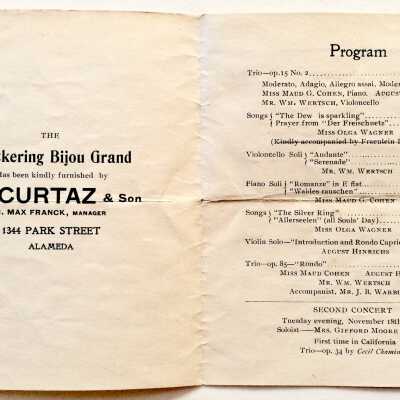 THE
kering Bijou Grand
as been kindly furnished by
CURTAZ & Son
MAX FRANCK, MANAGER
1344 PARK STREET
ALAMEDA
Program
Trio—op. 15 No. 2
Moderato, Adagio, Allegro assai, Moder
MISS MAUD G. COHEN, Piano. AUGUST
MR. WM. WERTSCH, Violoncello
Songs { "The Dew is sparkling"
{ Prayer from "Der Freischuetz"
MISS OLGA WAGNER
(Kindly accompanied by Fraeulein
Violoncello Soli { "Andante"
{ "Serenade"
MR. WM. WERTSCH
Piano Soli { "Romanze" in E flat
{ "Weises rauschen"
MISS MAUD G. COHEN
Songs { "The Silver Ring"
{ "Allerseelen" (all Souls' Day)
MISS OLGA WAGNER
Violin Solo—"Introduction and Rondo Capric
AUGUST HINRICHS
Trio—op. 85—"Rondo"
MISS MAUD COHEN AUGUST H
MR. WM. WERTSCH
Accompanist, MR. J. R. WARB
SECOND CONCERT
Tuesday evening, November 18th
Soloist—MRS. GIFFORD MOORE
First time in California
Trio—op. 34 by Cecil Chamin